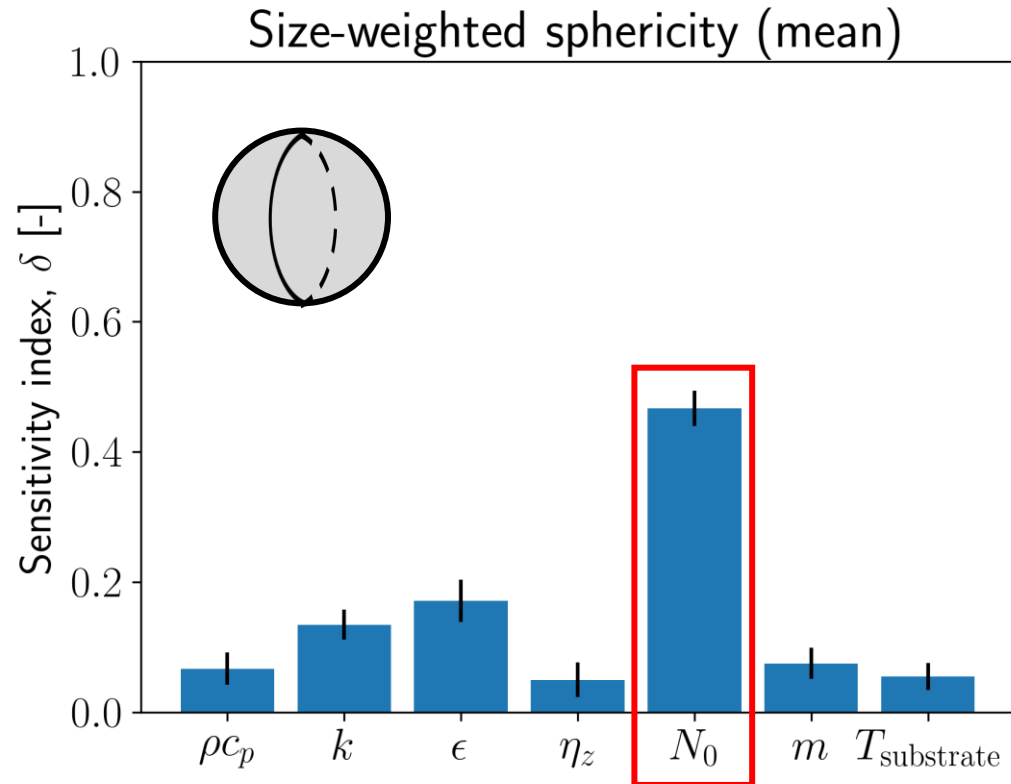 Size-weighted sphericity (mean)
Sensitivity index, δ [-]
1.0
0.8
0.6
0.4
0.2
0.0
ρc_p k ϵ η_z N_0 m T_substrate